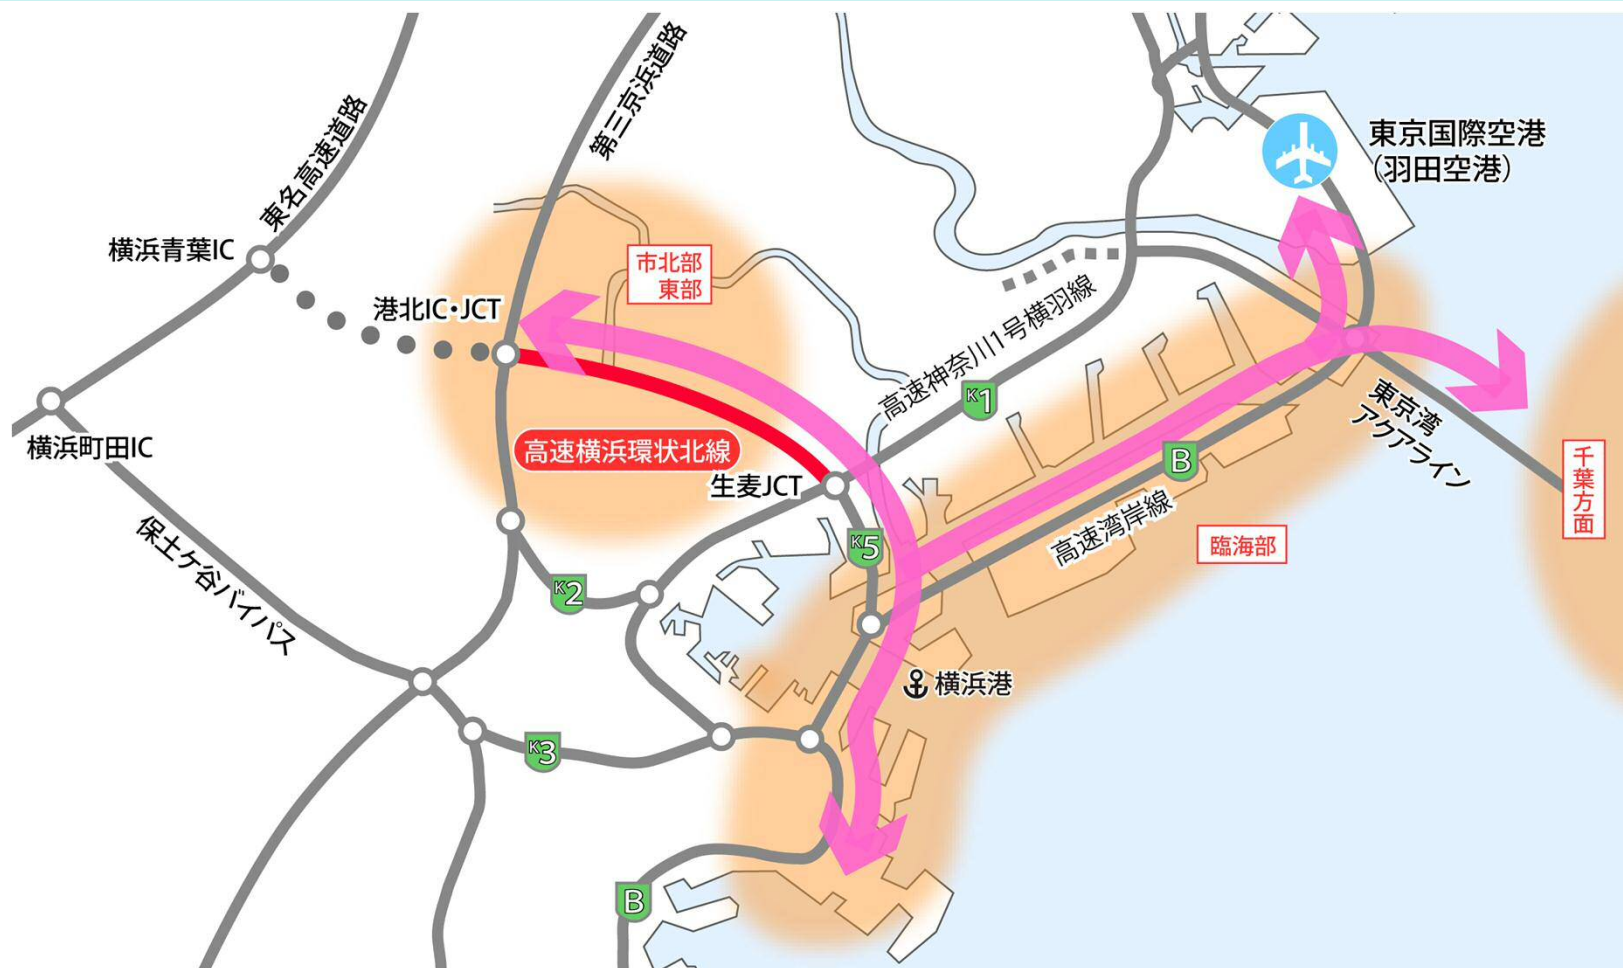 東名高速道路
第三京浜道路
東京国際空港
(羽田空港)
横浜青葉IC
市北部
東部
港北IC・JCT
高速神奈川1号横羽線
K1
横浜町田IC
高速横浜環状北線
生麦JCT
東京湾
アクアライン
B
千葉方面
高速湾岸線
臨海部
K5
保土ケ谷バイパス
K2
横浜港
K3
B